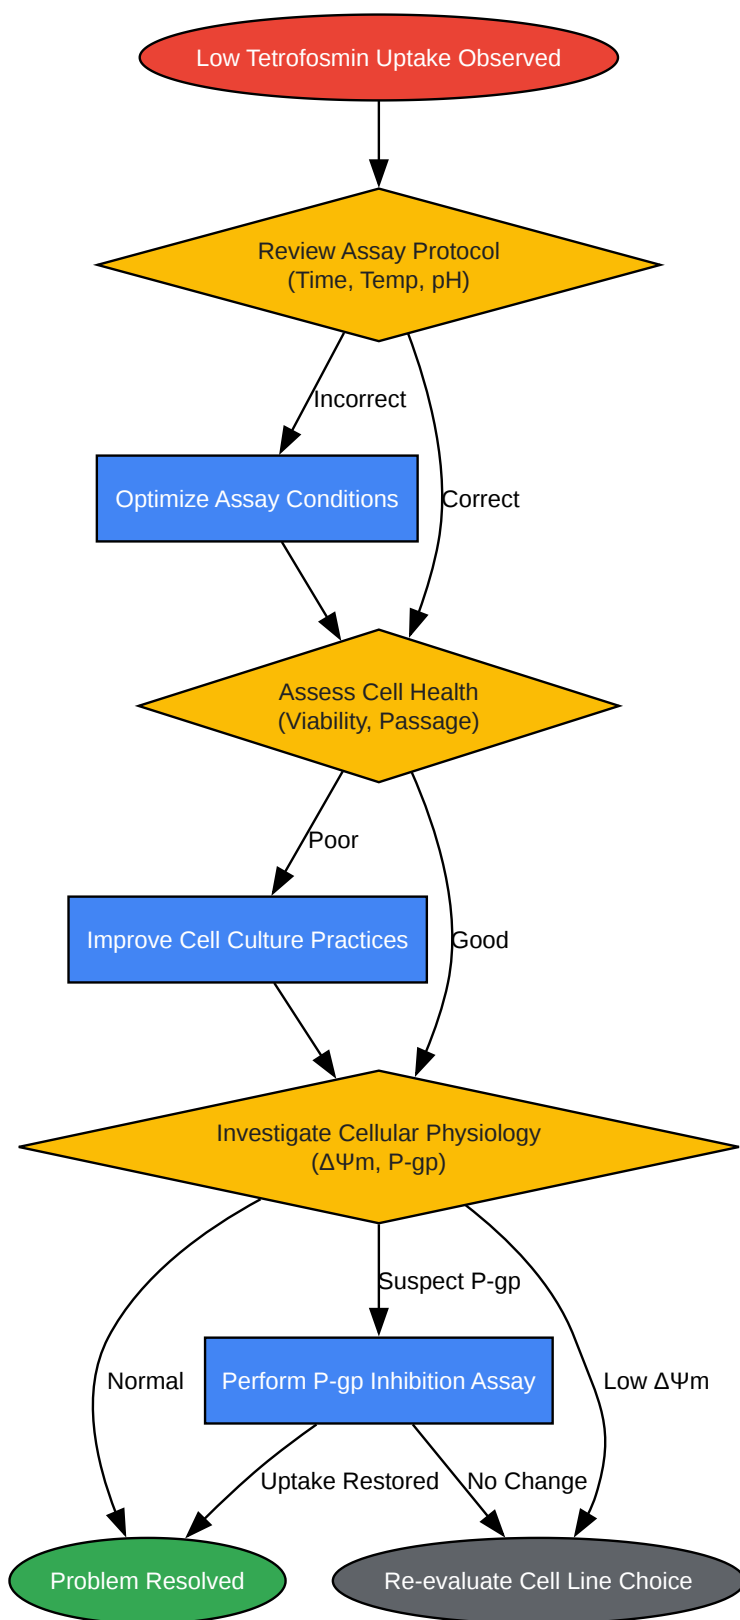 Low Tetrofosmin Uptake Observed
Review Assay Protocol
(Time, Temp, pH)
Incorrect
Optimize Assay Conditions
Correct
Assess Cell Health
(Viability, Passage)
Poor
Improve Cell Culture Practices
Good
Investigate Cellular Physiology
(ΔΨm, P-gp)
Suspect P-gp
Normal
Perform P-gp Inhibition Assay
Low ΔΨm
Uptake Restored
No Change
Problem Resolved
Re-evaluate Cell Line Choice